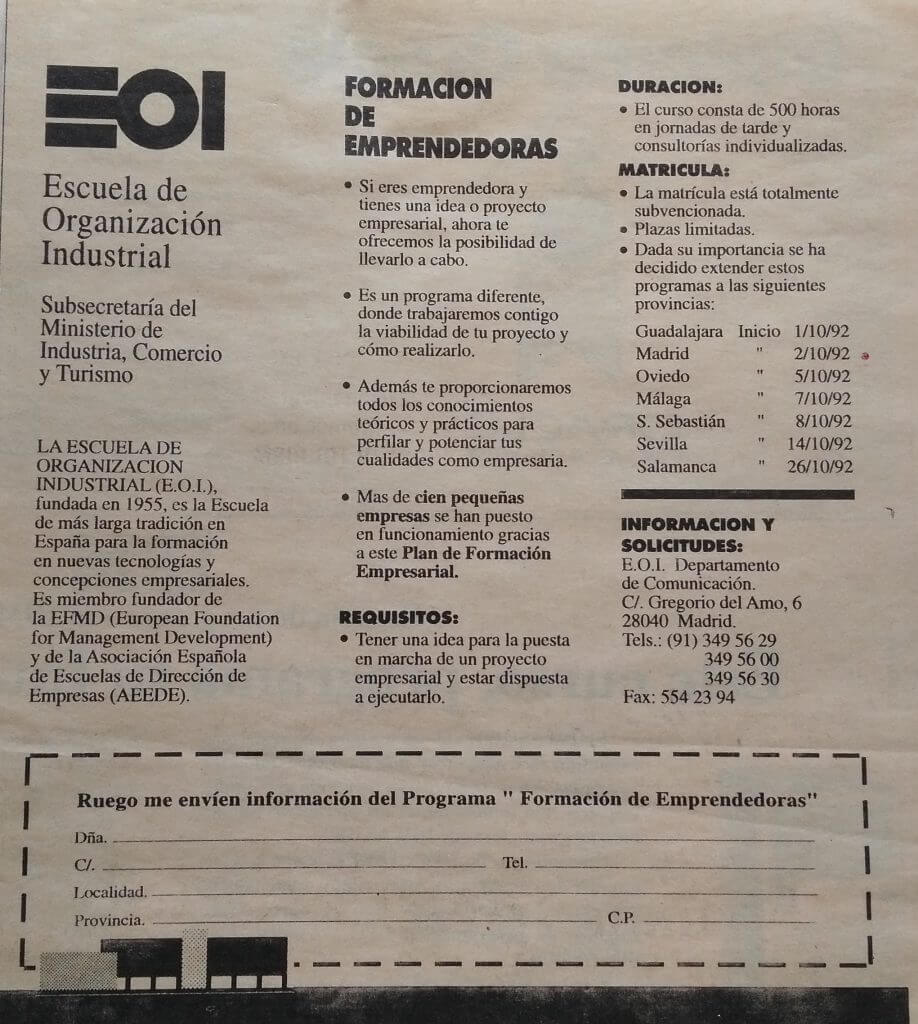 EOI
Escuela de
Organización
Industrial
Subsecretaría del
Ministerio de
Industria, Comercio
y Turismo
LA ESCUELA DE
ORGANIZACION
INDUSTRIAL (E.O.I.),
fundada en 1955, es la Escuela
de más larga tradición en
España para la formación
en nuevas tecnologías y
concepciones empresariales.
Es miembro fundador de
la EFMD (European Foundation
for Management Development)
y de la Asociación Española
de Escuelas de Dirección de
Empresas (AEEDE).
FORMACION
DE
EMPRENDEDORAS
• Si eres emprendedora y
tienes una idea o proyecto
empresarial, ahora te
ofrecemos la posibilidad de
llevarlo a cabo.
• Es un programa diferente,
donde trabajaremos contigo
la viabilidad de tu proyecto y
cómo realizarlo.
• Además te proporcionaremos
todos los conocimientos
teóricos y prácticos para
perfilar y potenciar tus
cualidades como empresaria.
• Mas de cien pequeñas
empresas se han puesto
en funcionamiento gracias
a este Plan de Formación
Empresarial.
REQUISITOS:
• Tener una idea para la puesta
en marcha de un proyecto
empresarial y estar dispuesta
a ejecutarlo.
DURACION:
• El curso consta de 500 horas
en jornadas de tarde y
consultorías individualizadas.
MATRICULA:
• La matrícula está totalmente
subvencionada.
• Plazas limitadas.
• Dada su importancia se ha
decidido extender estos
programas a las siguientes
provincias:
Guadalajara Inicio 1/10/92
Madrid " 2/10/92
Oviedo " 5/10/92
Málaga " 7/10/92
S. Sebastián " 8/10/92
Sevilla " 14/10/92
Salamanca " 26/10/92
INFORMACION Y
SOLICITUDES:
E.O.I. Departamento
de Comunicación.
C/. Gregorio del Amo, 6
28040 Madrid.
Tels.: (91) 349 56 29
349 56 00
349 56 30
Fax: 554 23 94
Ruego me envíen información del Programa " Formación de Emprendedoras"
Dña.
C/. Tel.
Localidad.
Provincia. C.P.